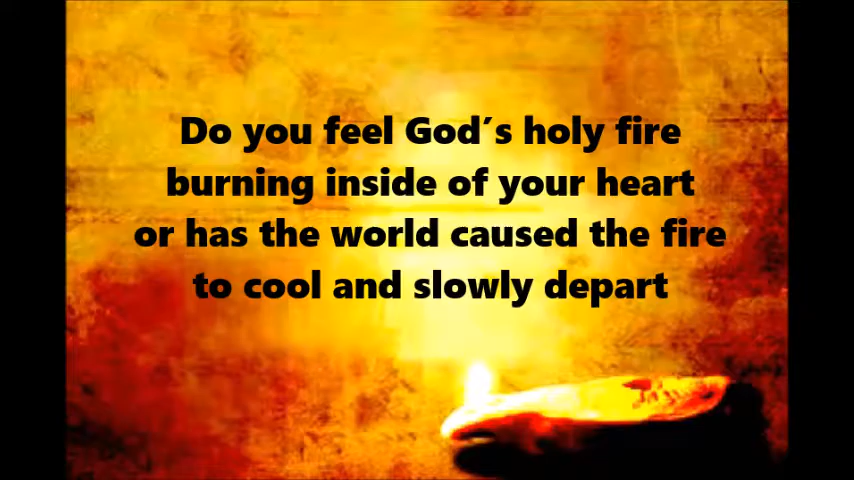 Do you feel God´s holy fire
burning inside of your heart
or has the world caused the fire
to cool and slowly depart